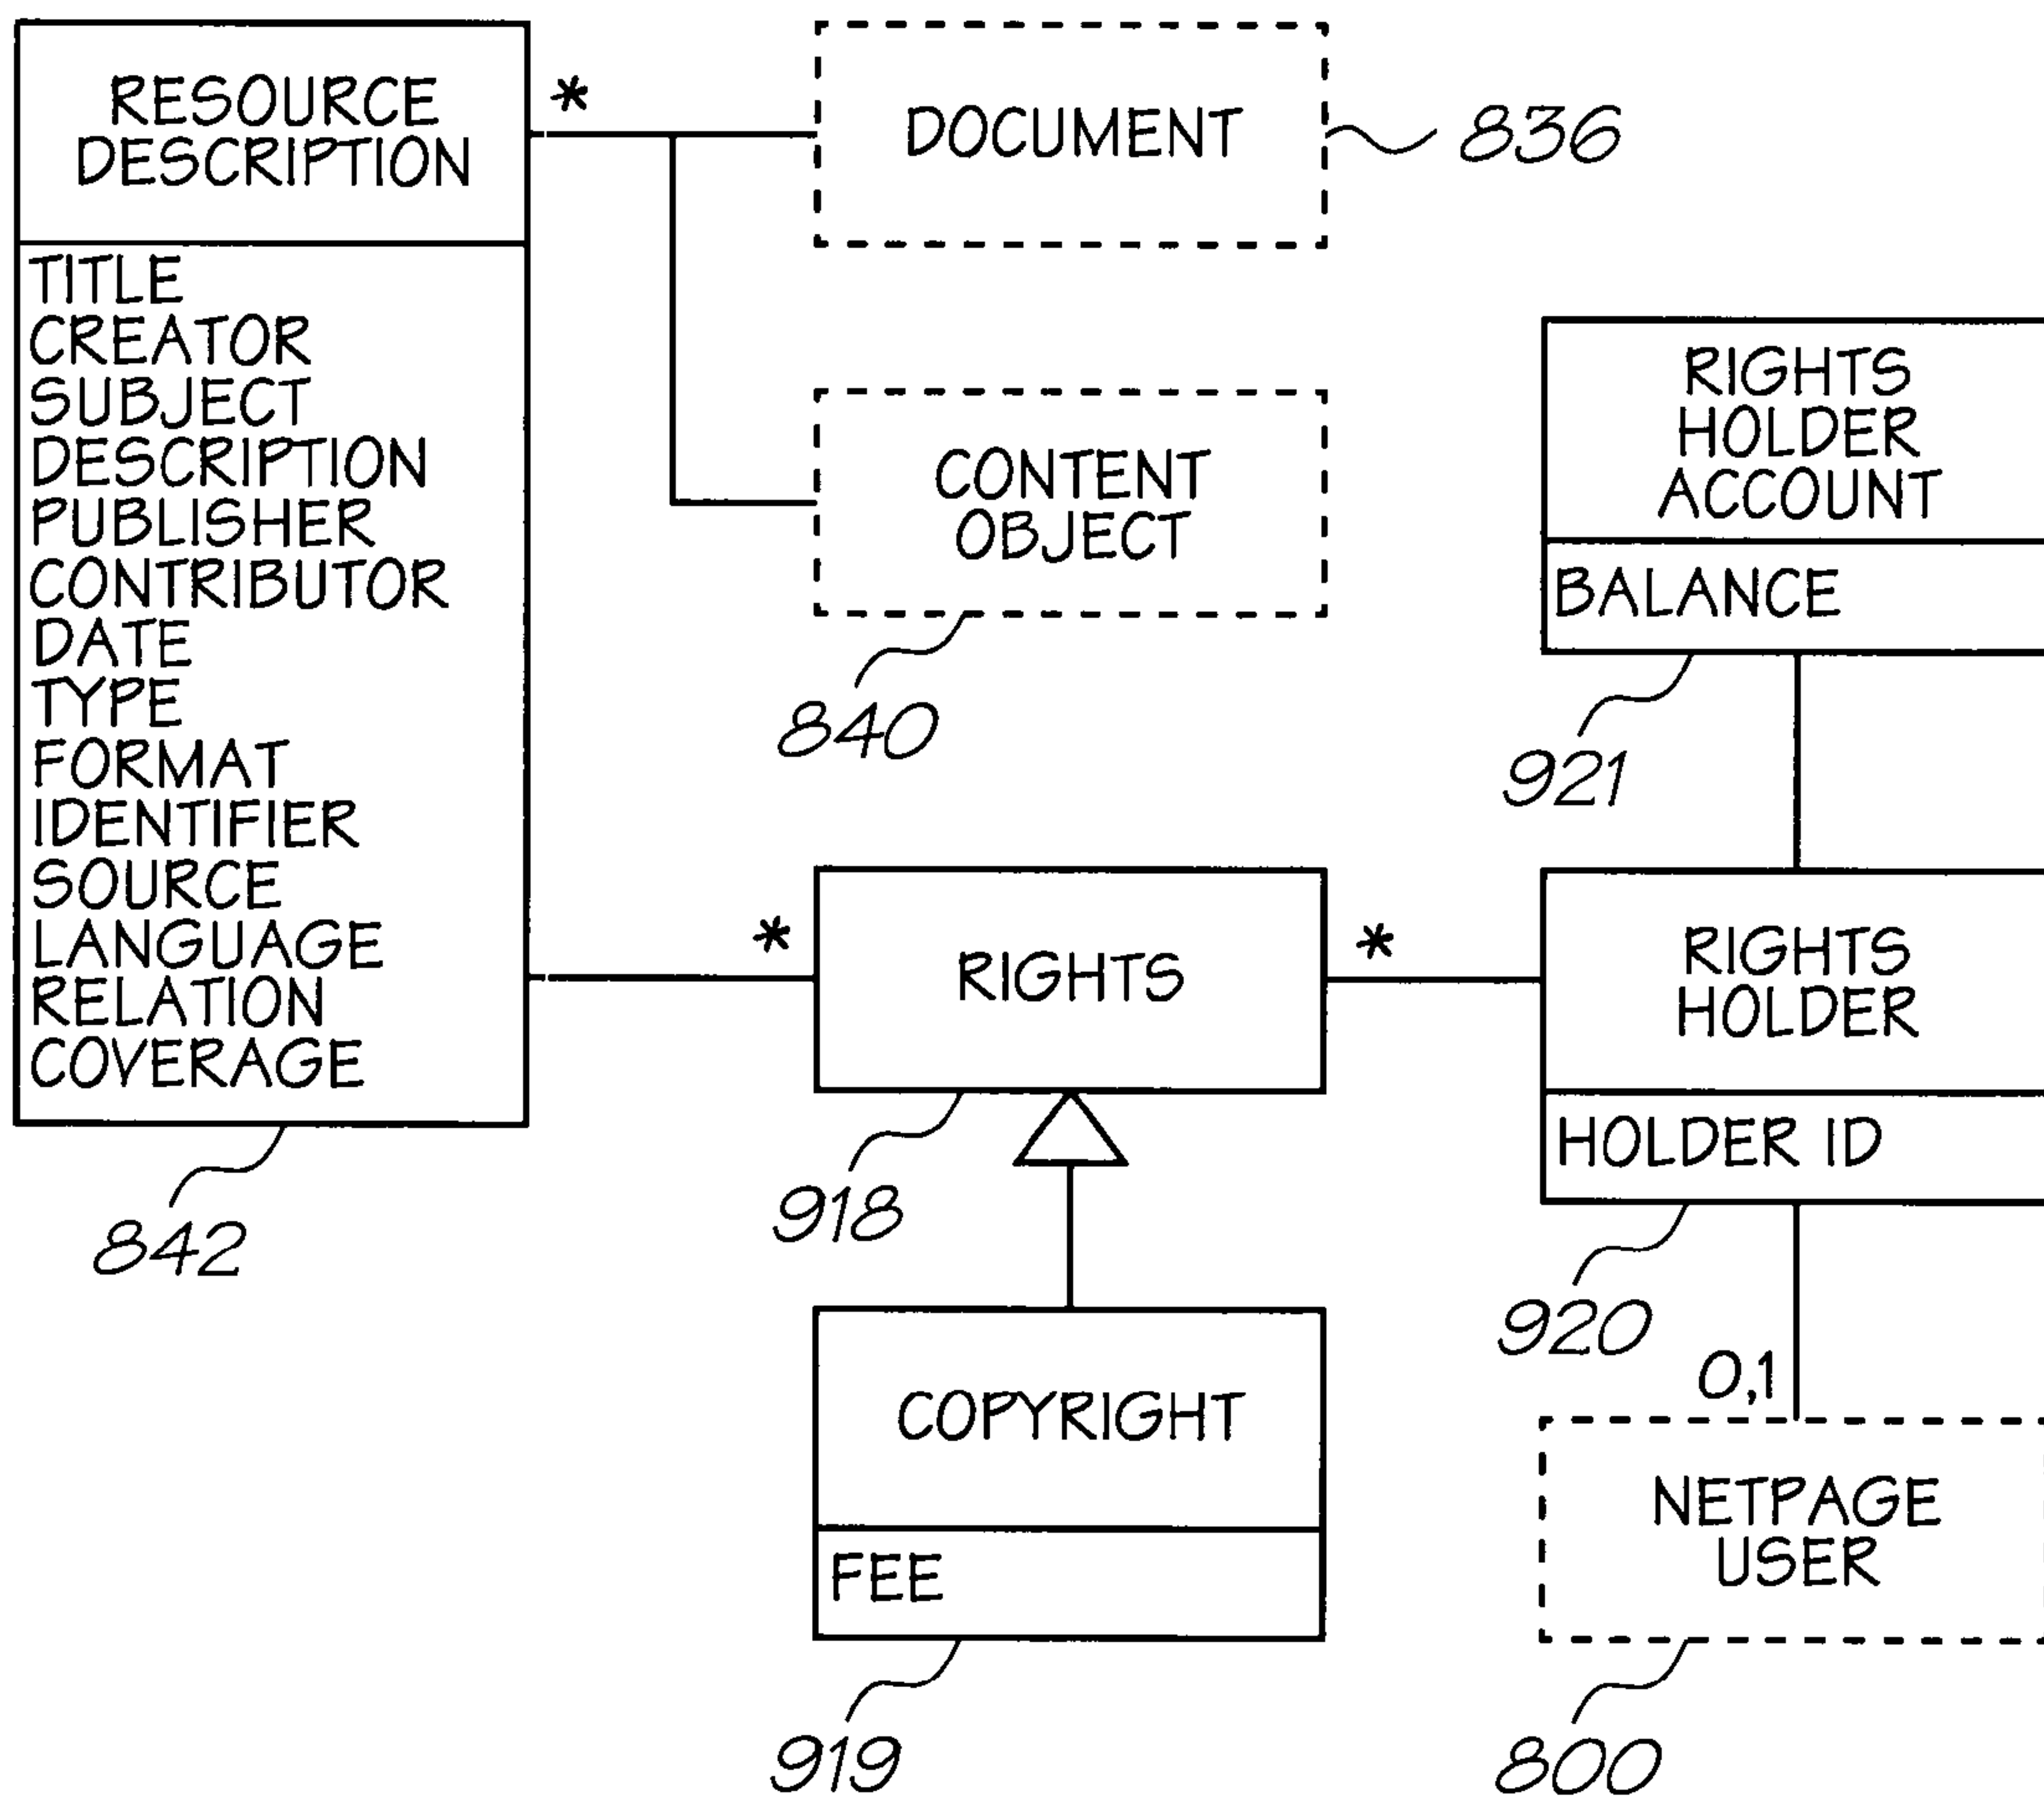 RESOURCE
DESCRIPTION
TITLE
CREATOR
SUBJECT
DESCRIPTION
PUBLISHER
CONTRIBUTOR
DATE
TYPE
FORMAT
IDENTIFIER
SOURCE
LANGUAGE
RELATION
COVERAGE
842
*
DOCUMENT
836
CONTENT
OBJECT
840
RIGHTS
HOLDER
ACCOUNT
BALANCE
921
*
RIGHTS
*
918
RIGHTS
HOLDER
HOLDER ID
920
COPYRIGHT
FEE
919
0,1
NETPAGE
USER
800